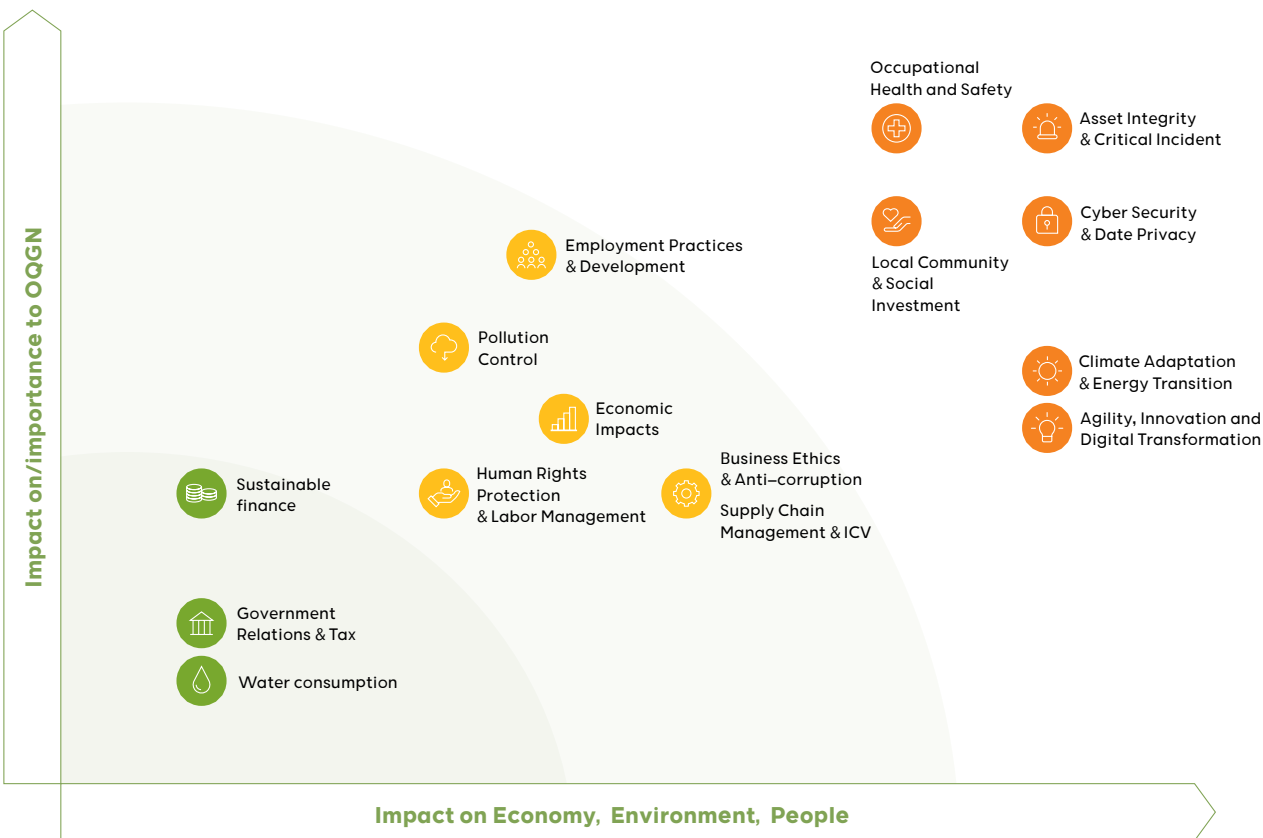 Impact on/importance to OQGN
Occupational
Health and Safety
Asset Integrity
& Critical Incident
Local Community
& Social
Investment
Cyber Security
& Date Privacy
Employment Practices
& Development
Pollution
Control
Climate Adaptation
& Energy Transition
Economic
Impacts
Agility, Innovation and
Digital Transformation
Sustainable
finance
Human Rights
Protection
& Labor Management
Business Ethics
& Anti–corruption
Supply Chain
Management & ICV
Government
Relations & Tax
Water consumption
Impact on Economy, Environment, People